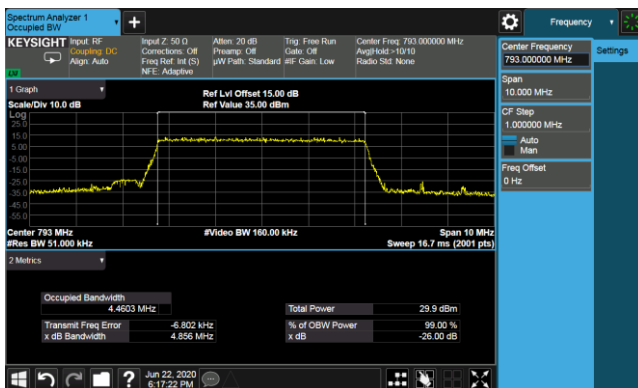 Spectrum Analyzer 1
Occupied BW
Frequency
KEYSIGHT
Input: RF
Coupling: DC
Align: Auto
Input Z: 50 Ω
Corrections: Off
Freq Ref: Int (S)
NFE: Adaptive
Atten: 20 dB
Preamp: Off
µW Path: Standard
Trig: Free Run
Gate: Off
#IF Gain: Low
Center Freq: 793.000000 MHz
Avg|Hold:>10/10
Radio Std: None
Center Frequency
793.000000 MHz
Settings
Span
10.000 MHz
CF Step
1.000000 MHz
Auto
Man
Freq Offset
0 Hz
1 Graph
Scale/Div 10.0 dB
Ref Lvl Offset 15.00 dB
Ref Value 35.00 dBm
Log
25.0
15.0
5.00
-5.00
-15.0
-25.0
-35.0
-45.0
-55.0
Center 793 MHz
#Res BW 51.000 kHz
#Video BW 160.00 kHz
Span 10 MHz
Sweep 16.7 ms (2001 pts)
2 Metrics
Occupied Bandwidth
4.4603 MHz
Total Power 29.9 dBm
Transmit Freq Error -6.802 kHz
% of OBW Power 99.00 %
x dB Bandwidth 4.856 MHz
x dB -26.00 dB
Jun 22, 2020
6:17:22 PM